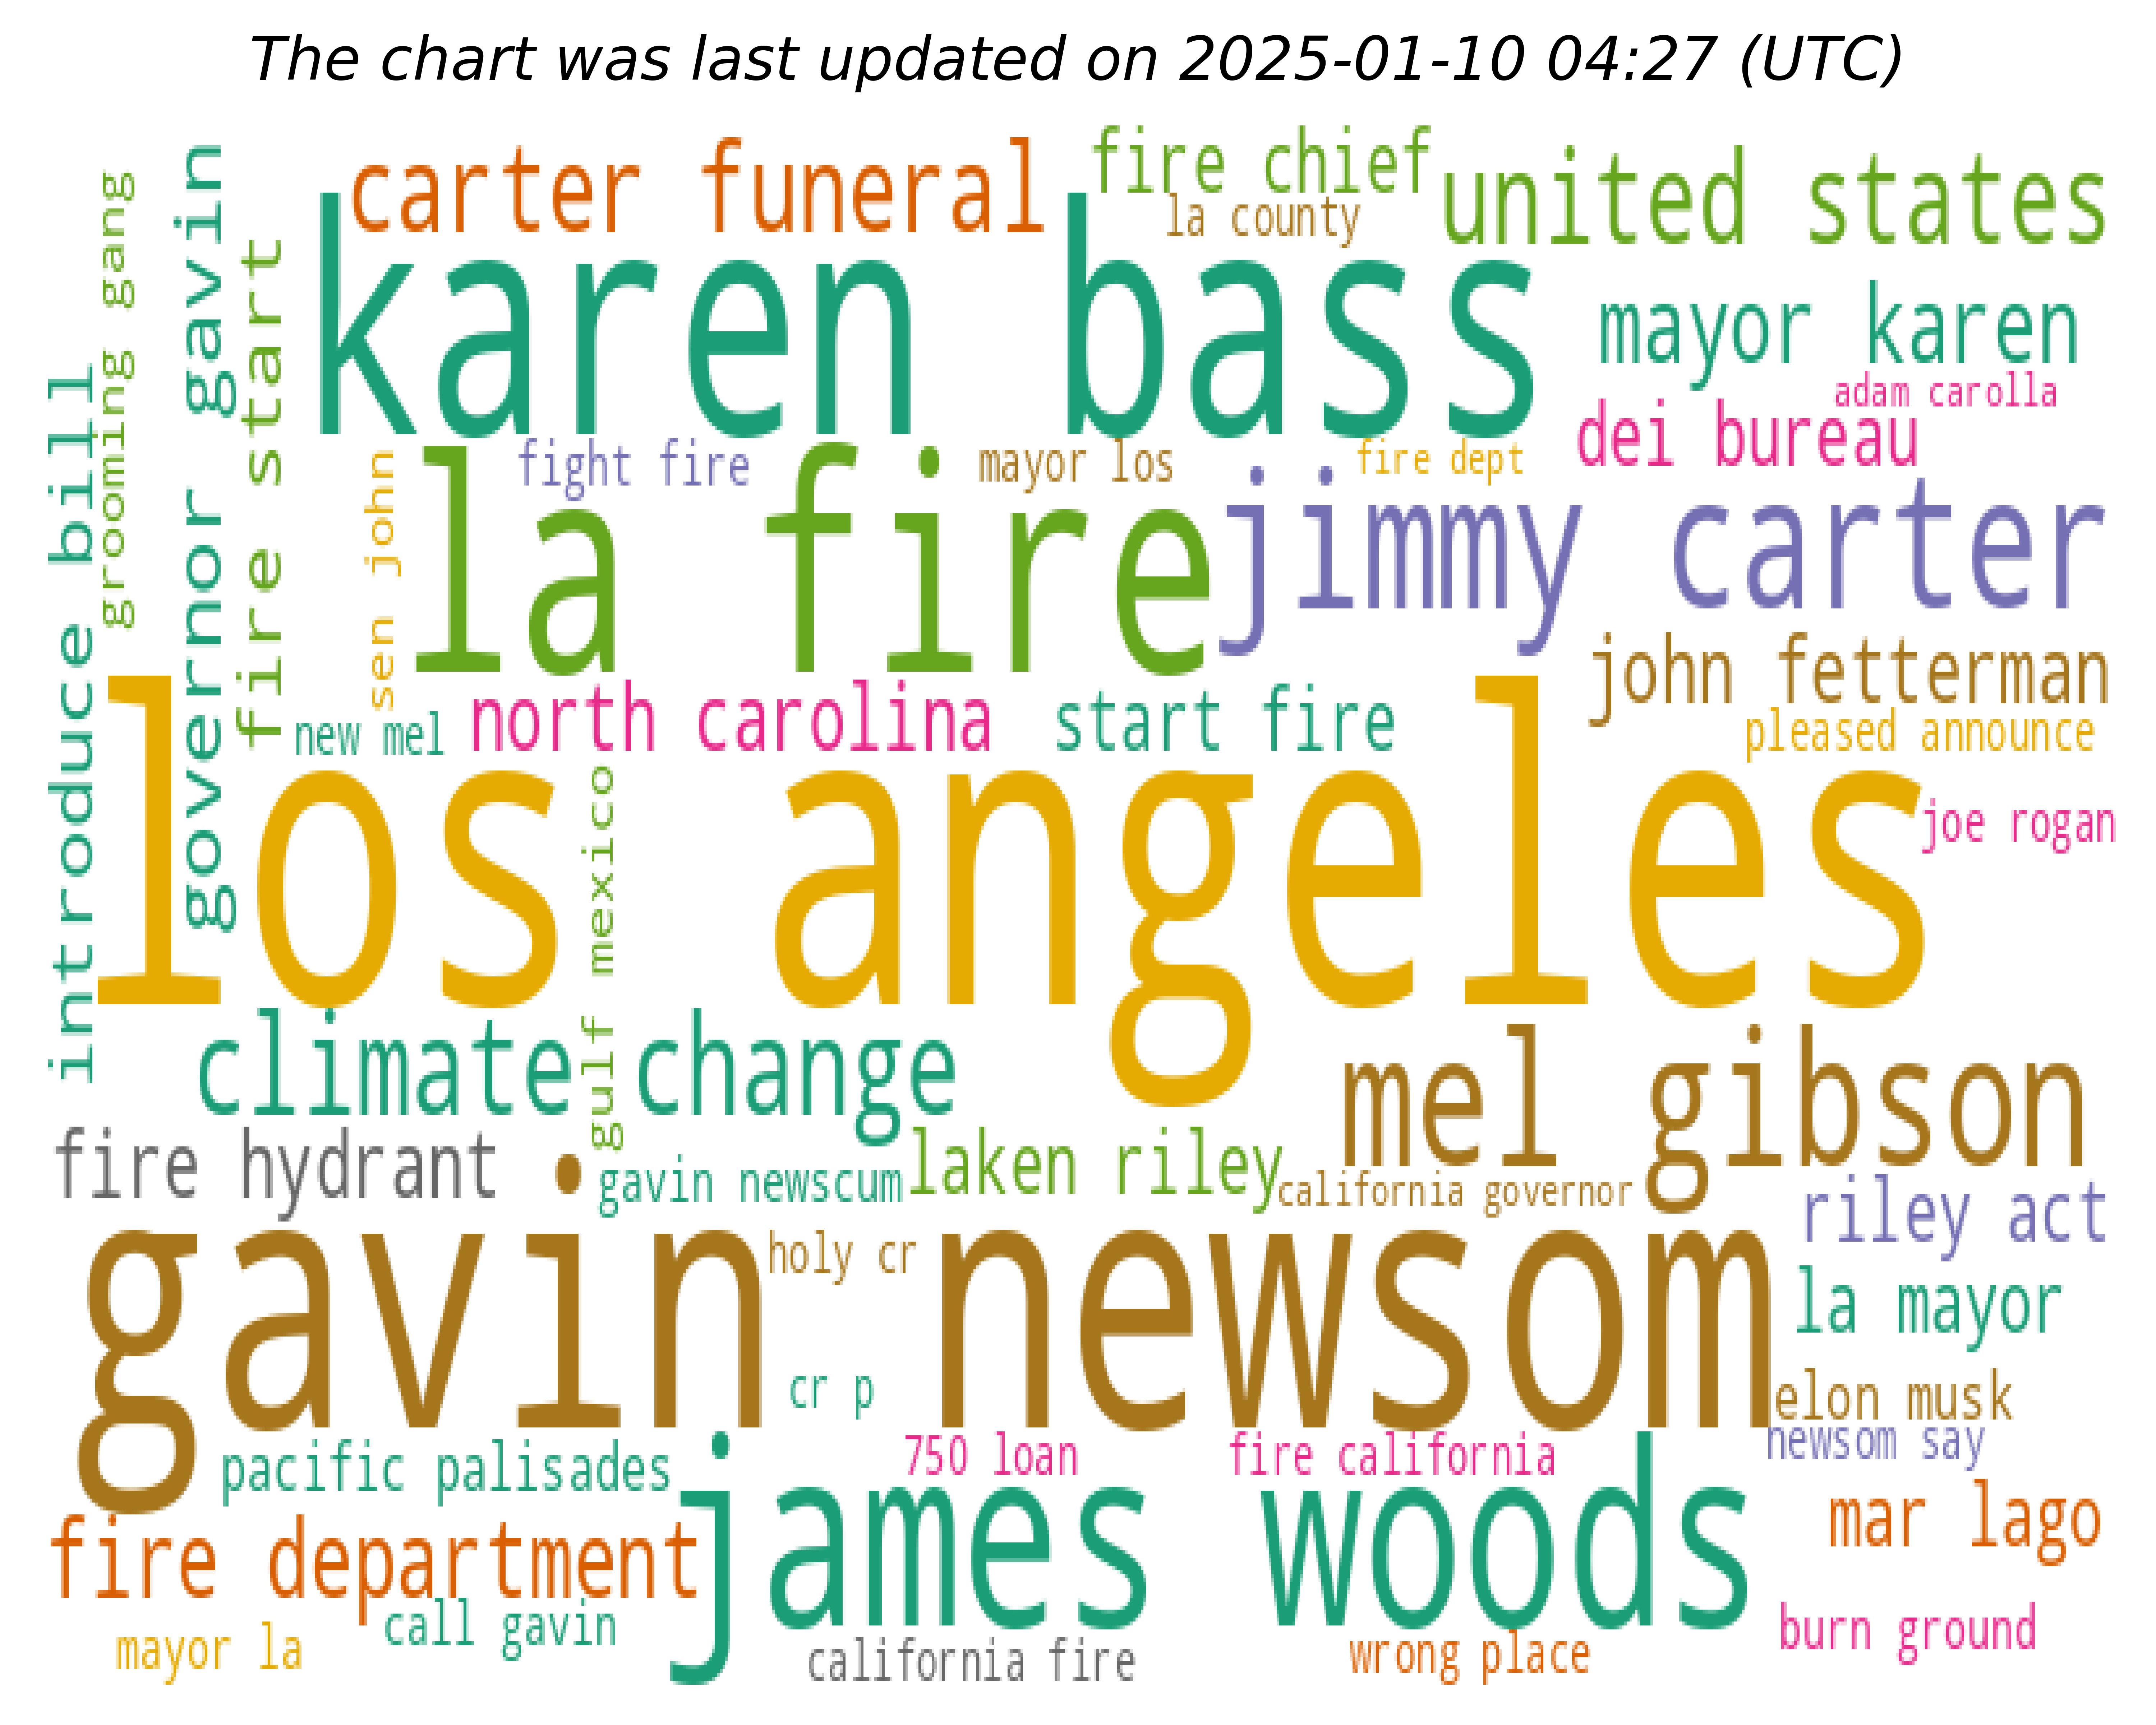 The chart was last updated on 2025-01-10 04:27 (UTC)
carter funeral
fire chief
la county
united states
karen bass
mayor karen
adam carolla
dei bureau
grooming gang
governor gavin
fire start
introduce bill
sen john
fight fire
mayor los
fire dept
la fire
jimmy carter
john fetterman
pleased announce
new mel
north carolina
start fire
los angeles
joe rogan
gulf mexico
climate change
mel gibson
fire hydrant
gavin newscum
laken riley
california governor
riley act
gavin newsom
holy cr
la mayor
cr p
elon musk
newsom say
pacific palisades
750 loan
fire california
james woods
mar lago
fire department
call gavin
mayor la
california fire
wrong place
burn ground